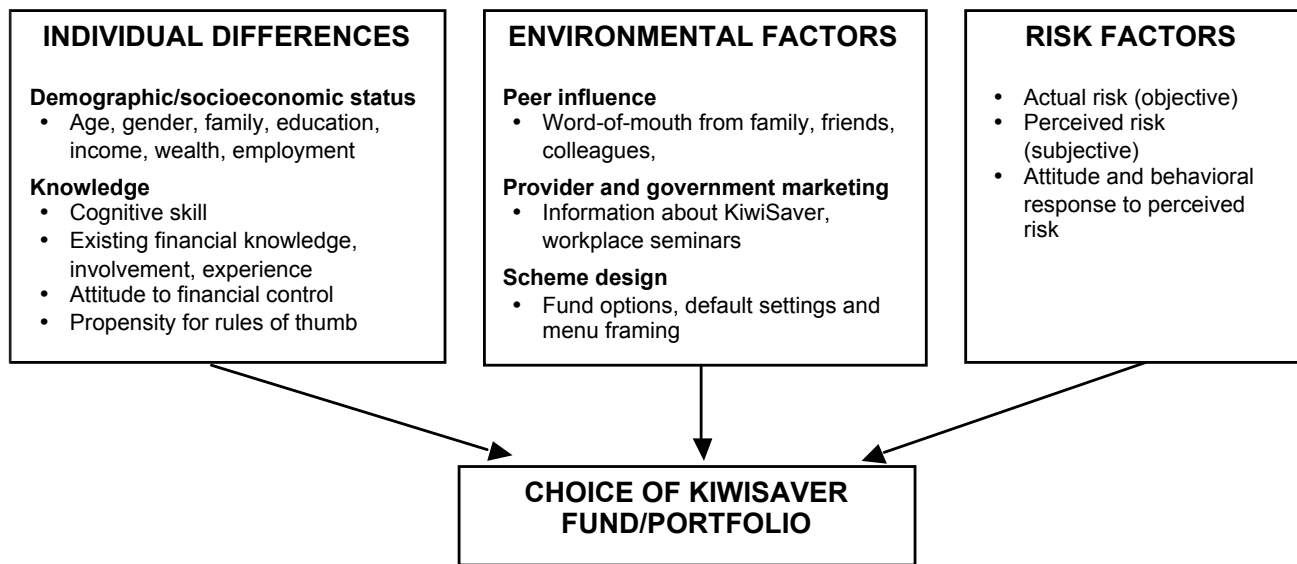 INDIVIDUAL DIFFERENCES
Demographic/socioeconomic status
• Age, gender, family, education,
income, wealth, employment
Knowledge
• Cognitive skill
• Existing financial knowledge,
involvement, experience
• Attitude to financial control
• Propensity for rules of thumb
ENVIRONMENTAL FACTORS
Peer influence
• Word-of-mouth from family, friends,
colleagues,
Provider and government marketing
• Information about KiwiSaver,
workplace seminars
Scheme design
• Fund options, default settings and
menu framing
RISK FACTORS
• Actual risk (objective)
• Perceived risk
(subjective)
• Attitude and behavioral
response to perceived
risk
CHOICE OF KIWISAVER
FUND/PORTFOLIO